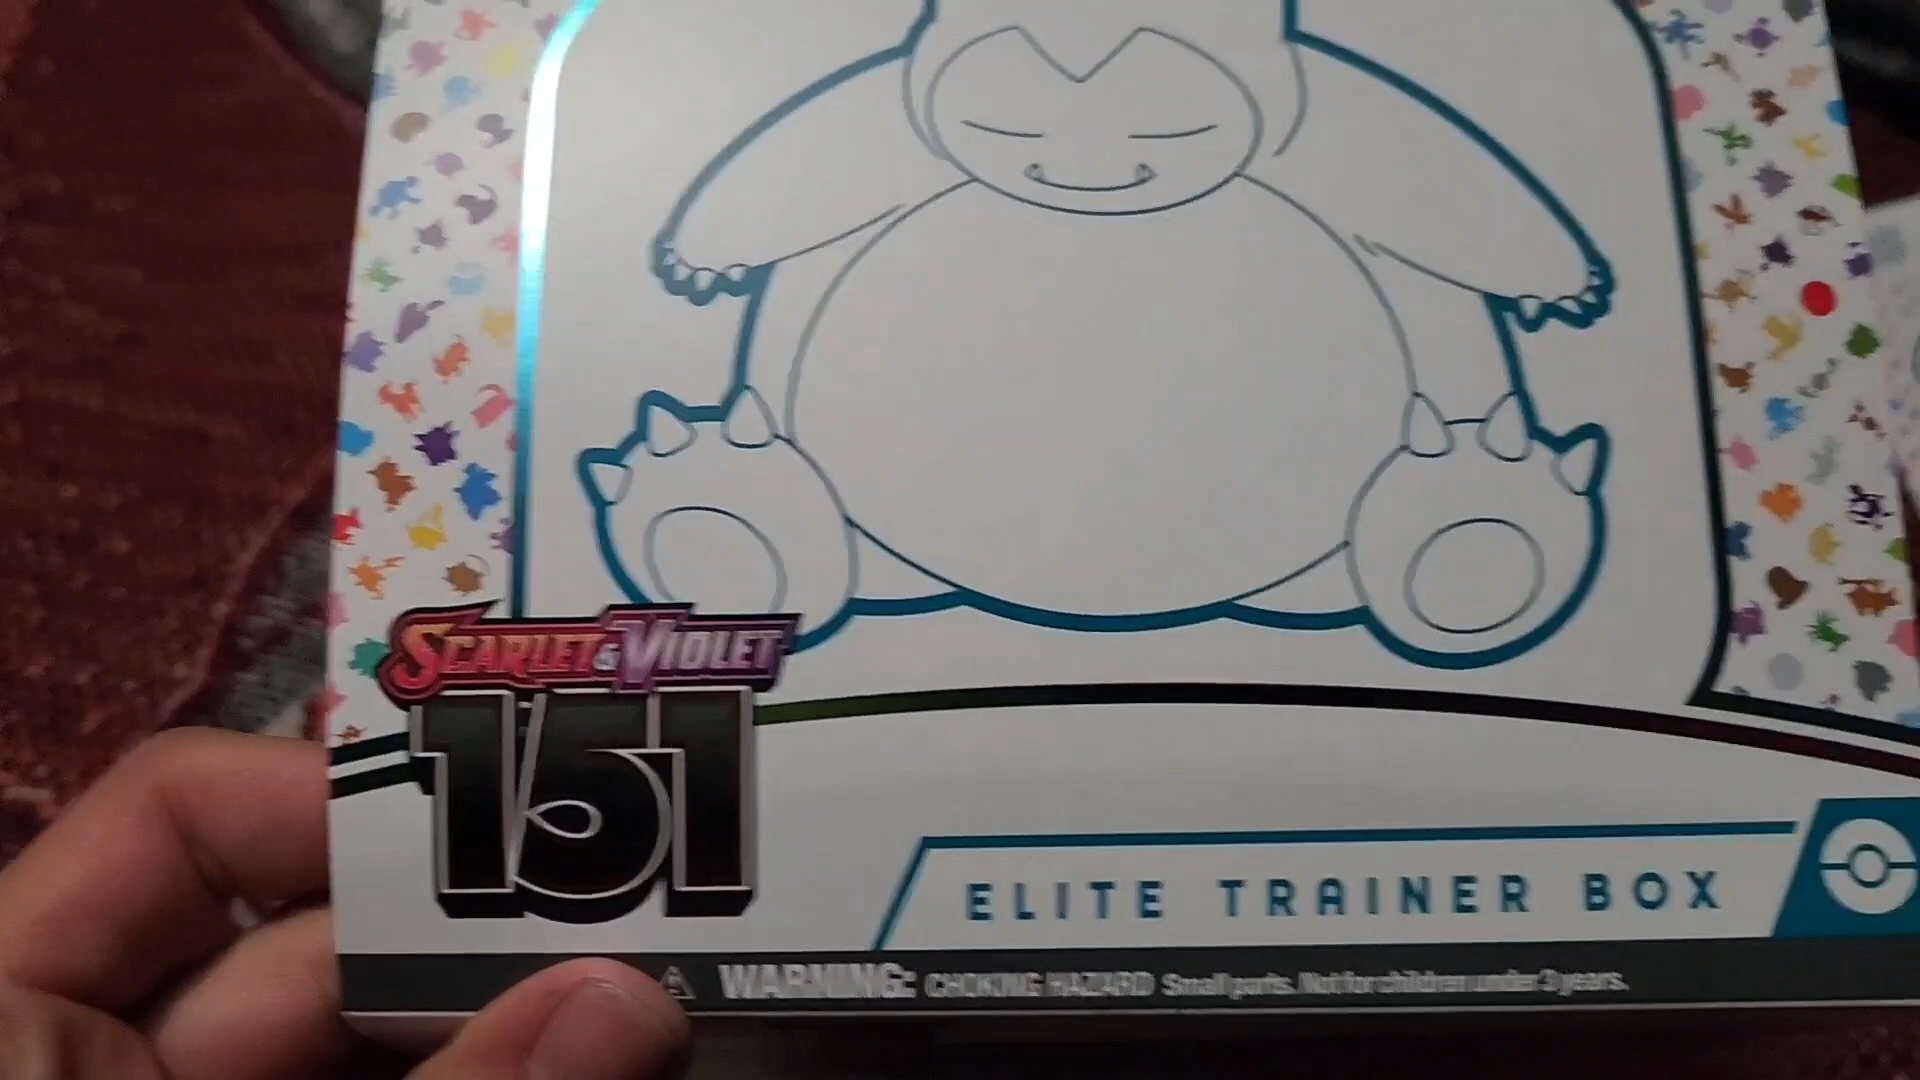 SCARLET & VIOLET
151
ELITE TRAINER BOX
WARNING: CHOKING HAZARD Small parts. Not for children under 3 years.